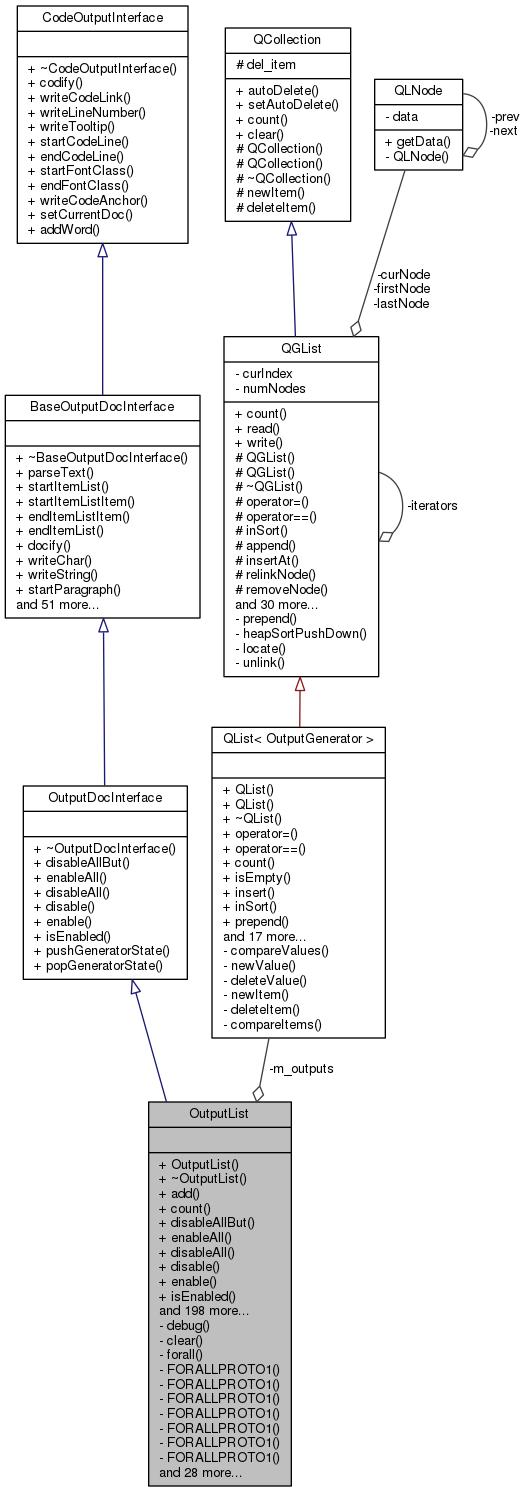 CodeOutputInterface
+ ~CodeOutputInterface()
+ codify()
+ writeCodeLink()
+ writeLineNumber()
+ writeTooltip()
+ startCodeLine()
+ endCodeLine()
+ startFontClass()
+ endFontClass()
+ writeCodeAnchor()
+ setCurrentDoc()
+ addWord()
QCollection
# del_item
+ autoDelete()
+ setAutoDelete()
+ count()
+ clear()
# QCollection()
# QCollection()
# ~QCollection()
# newItem()
# deleteItem()
QLNode
- data
+ getData()
- QLNode()
-prev
-next
-curNode
-firstNode
-lastNode
QGList
- curIndex
- numNodes
+ count()
+ read()
+ write()
# QGList()
# QGList()
# ~QGList()
# operator=()
# operator==()
# inSort()
# append()
# insertAt()
# relinkNode()
# removeNode()
and 30 more...
- prepend()
- heapSortPushDown()
- locate()
- unlink()
-iterators
BaseOutputDocInterface
+ ~BaseOutputDocInterface()
+ parseText()
+ startItemList()
+ startItemListItem()
+ endItemListItem()
+ endItemList()
+ docify()
+ writeChar()
+ writeString()
+ startParagraph()
and 51 more...
QList< OutputGenerator >
+ QList()
+ QList()
+ ~QList()
+ operator=()
+ operator==()
+ count()
+ isEmpty()
+ insert()
+ inSort()
+ prepend()
and 17 more...
- compareValues()
- newValue()
- deleteValue()
- newItem()
- deleteItem()
- compareItems()
OutputDocInterface
+ ~OutputDocInterface()
+ disableAllBut()
+ enableAll()
+ disableAll()
+ disable()
+ enable()
+ isEnabled()
+ pushGeneratorState()
+ popGeneratorState()
-m_outputs
OutputList
+ OutputList()
+ ~OutputList()
+ add()
+ count()
+ disableAllBut()
+ enableAll()
+ disableAll()
+ disable()
+ enable()
+ isEnabled()
and 198 more...
- debug()
- clear()
- forall()
- FORALLPROTO1()
- FORALLPROTO1()
- FORALLPROTO1()
- FORALLPROTO1()
- FORALLPROTO1()
- FORALLPROTO1()
- FORALLPROTO1()
and 28 more...